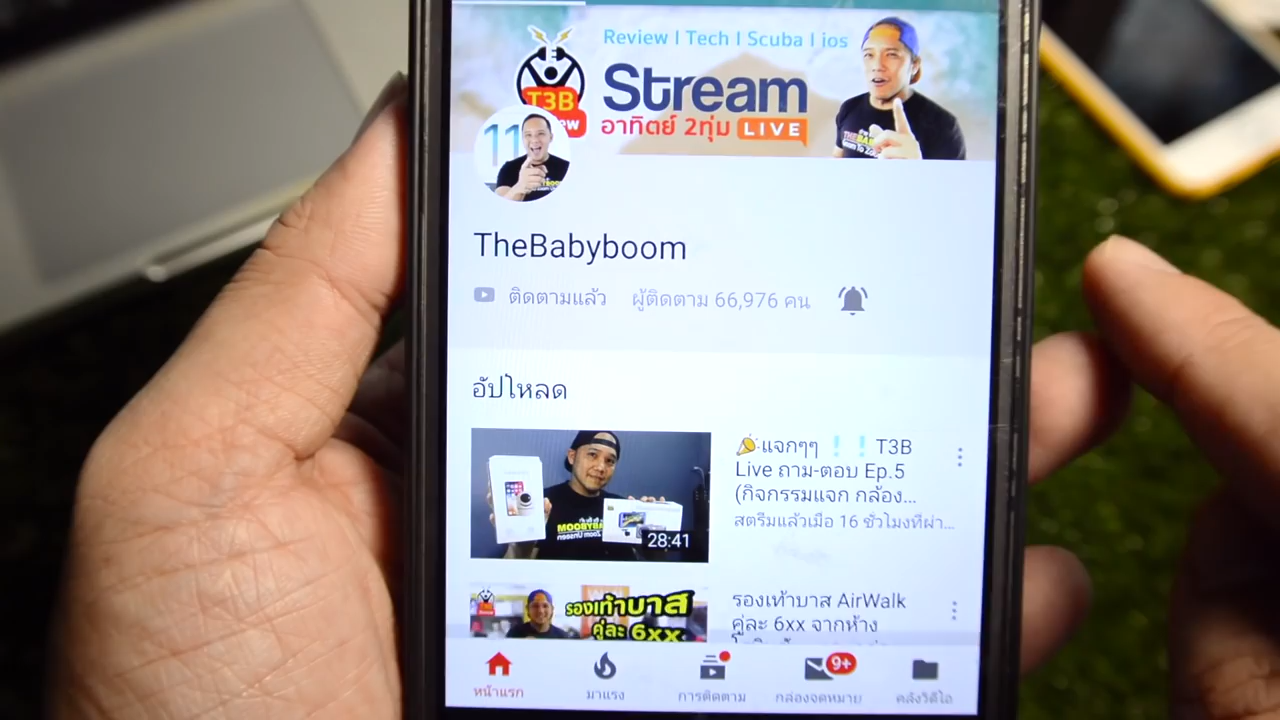 Review | Tech | Scuba | ios
Stream
อาทิตย์ 2ทุ่ม LIVE
T3B
11
TheBabyboom
ติดตามแล้ว ผู้ติดตาม 66,976 คน
อัปโหลด
แจกๆๆ ❕❕ T3B
Live ถาม-ตอบ Ep.5
(กิจกรรมแจก กล้อง...
สตรีมแล้วเมื่อ 16 ชั่วโมงที่ผ่า...
28:41
รองเท้าบาส
คู่ละ 6xx
รองเท้าบาส AirWalk
คู่ละ 6xx จากห้าง
หน้าแรก
มาแรง
การติดตาม
9+
กล่องจดหมาย
คลังวิดีโอ